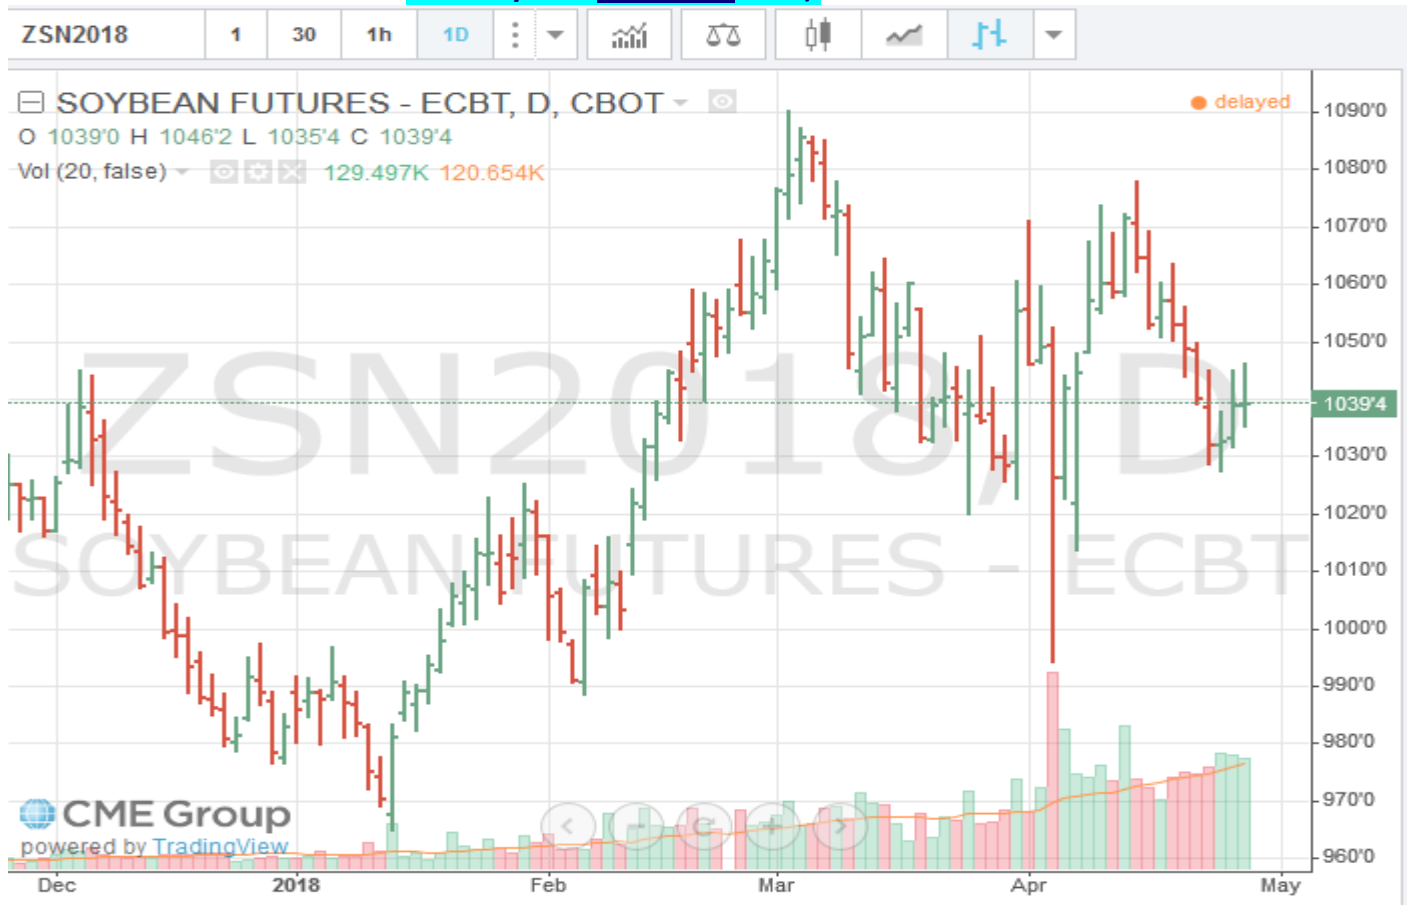 ZSN2018 1 30 1h 1D
SOYBEAN FUTURES - ECBT, D, CBOT
delayed
O 1039'0 H 1046'2 L 1035'4 C 1039'4
Vol (20, false) 129.497K 120.654K
1090'0
1080'0
1070'0
1060'0
1050'0
1039'4
1030'0
1020'0
1010'0
1000'0
990'0
980'0
970'0
960'0
ZSN2018, D
SOYBEAN FUTURES - ECBT
CME Group
powered by TradingView
Dec 2018 Feb Mar Apr May